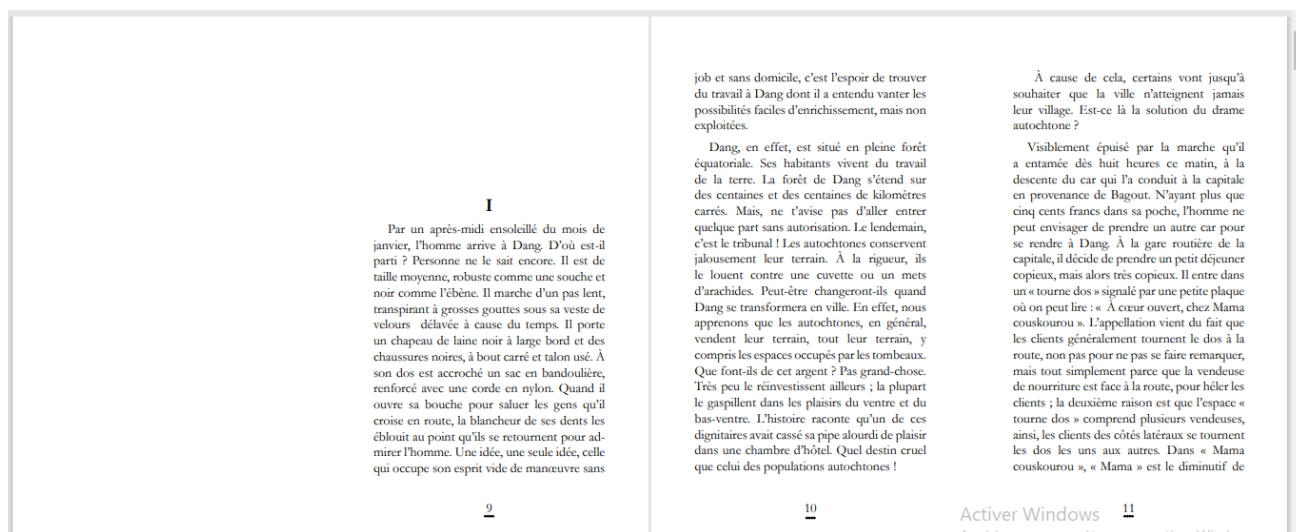 I
Par un après-midi ensoleillé du mois de
janvier, l’homme arrive à Dang. D’où est-il
parti ? Personne ne le sait encore. Il est de
taille moyenne, robuste comme une souche et
noir comme l’ébène. Il marche d’un pas lent,
transpirant à grosses gouttes sous sa veste de
velours délavée à cause du temps. Il porte
un chapeau de laine noir à large bord et des
chaussures noires, à bout carré et talon usé. À
son dos est accroché un sac en bandoulière,
renforcé avec une corde en nylon. Quand il
ouvre sa bouche pour saluer les gens qu’il
croise en route, la blancheur de ses dents les
éblouit au point qu’ils se retournent pour ad-
mirer l’homme. Une idée, une seule idée, celle
qui occupe son esprit vide de manœuvre sans
9
job et sans domicile, c’est l’espoir de trouver
du travail à Dang dont il a entendu vanter les
possibilités faciles d’enrichissement, mais non
exploitées.
Dang, en effet, est situé en pleine forêt
équatoriale. Ses habitants vivent du travail
de la terre. La forêt de Dang s’étend sur
des centaines et des centaines de kilomètres
carrés. Mais, ne t’avise pas d’aller entrer
quelque part sans autorisation. Le lendemain,
c’est le tribunal ! Les autochtones conservent
jalousement leur terrain. À la rigueur, ils
le louent contre une cuvette ou un mets
d’arachides. Peut-être changeront-ils quand
Dang se transformera en ville. En effet, nous
apprenons que les autochtones, en général,
vendent leur terrain, tout leur terrain, y
compris les espaces occupés par les tombeaux.
Que font-ils de cet argent ? Pas grand-chose.
Très peu le réinvestissent ailleurs ; la plupart
le gaspillent dans les plaisirs du ventre et du
bas-ventre. L’histoire raconte qu’un de ces
dignitaires avait cassé sa pipe alourdi de plaisir
dans une chambre d’hôtel. Quel destin cruel
que celui des populations autochtones !
10
À cause de cela, certains vont jusqu’à
souhaiter que la ville n’atteignent jamais
leur village. Est-ce là la solution du drame
autochtone ?
Visiblement épuisé par la marche qu’il
a entamée dès huit heures ce matin, à la
descente du car qui l’a conduit à la capitale
en provenance de Bagout. N’ayant plus que
cinq cents francs dans sa poche, l’homme ne
peut envisager de prendre un autre car pour
se rendre à Dang. À la gare routière de la
capitale, il décide de prendre un petit déjeuner
copieux, mais alors très copieux. Il entre dans
un « tourne dos » signalé par une petite plaque
où on peut lire : « À cœur ouvert, chez Mama
couskourou ». L’appellation vient du fait que
les clients généralement tournent le dos à la
route, non pas pour ne pas se faire remarquer,
mais tout simplement parce que la vendeuse
de nourriture est face à la route, pour héler les
clients ; la deuxième raison est que l’espace «
tourne dos » comprend plusieurs vendeuses,
ainsi, les clients des côtés latéraux se tournent
les dos les uns aux autres. Dans « Mama
couskourou », « Mama » est le diminutif de
11
Activer Windows